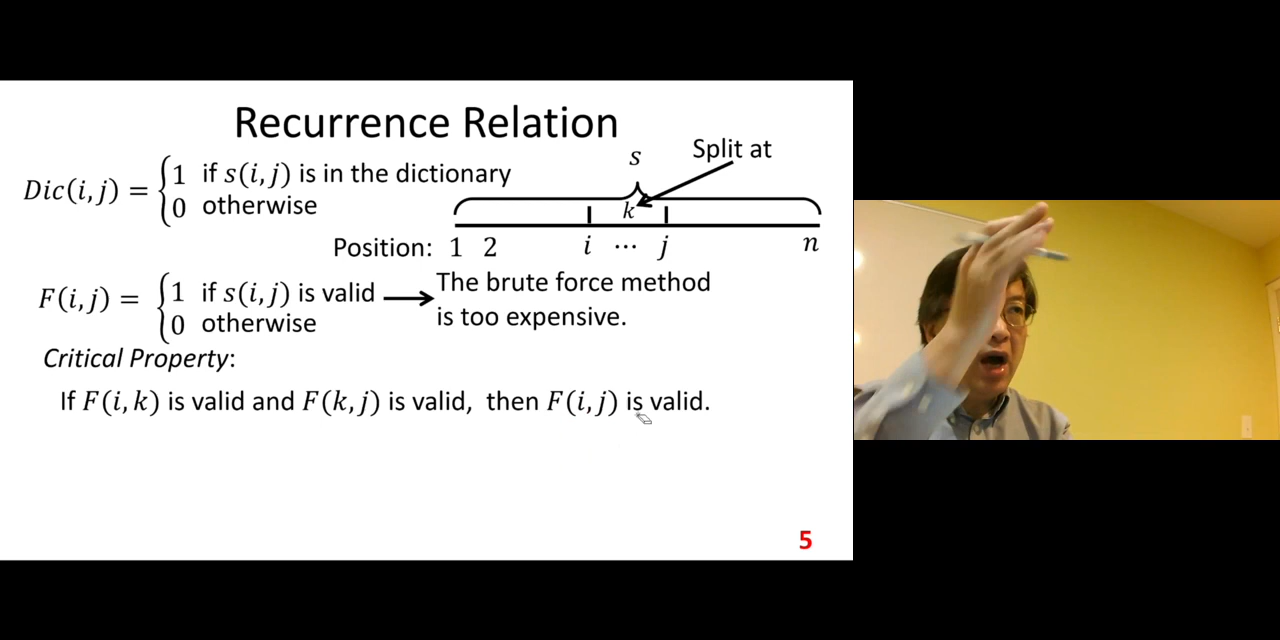 Recurrence Relation
Split at
s
Dic(i,j) = {1 if s(i,j) is in the dictionary
0 otherwise
k
Position: 1 2 i ⋯ j n
F(i,j) = {1 if s(i,j) is valid
0 otherwise
The brute force method
is too expensive.
Critical Property:
If F(i,k) is valid and F(k,j) is valid, then F(i,j) is valid.
5